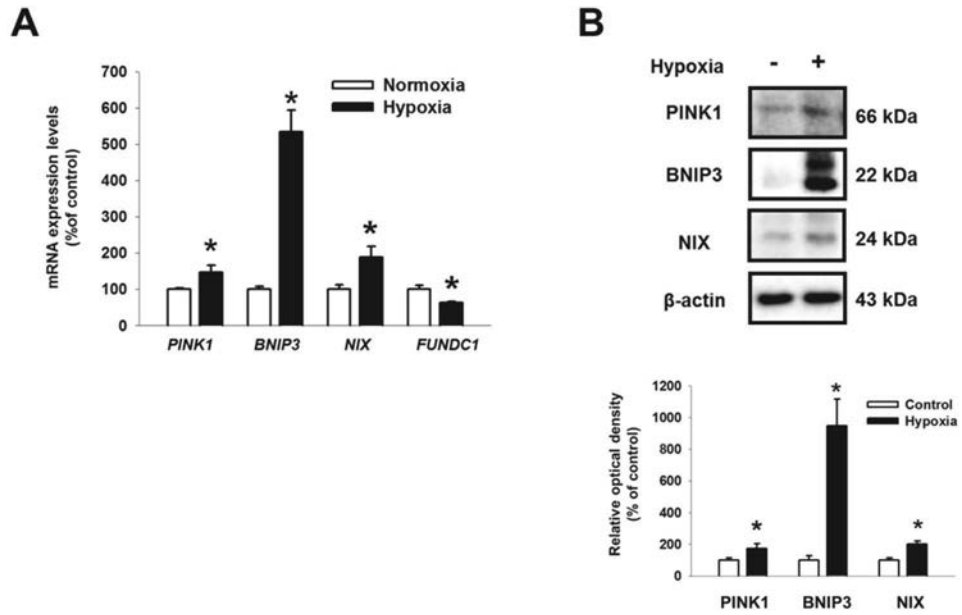 A
mRNA expression levels
(%of control)
700
600
500
400
300
200
100
0
Normoxia
Hypoxia
*
*
*
*
PINK1 BNIP3 NIX FUNDC1
B
Hypoxia - +
PINK1 66 kDa
BNIP3 22 kDa
NIX 24 kDa
β-actin 43 kDa
Relative optical density
(% of control)
1200
1000
800
600
400
200
0
Control
Hypoxia
*
*
*
PINK1 BNIP3 NIX